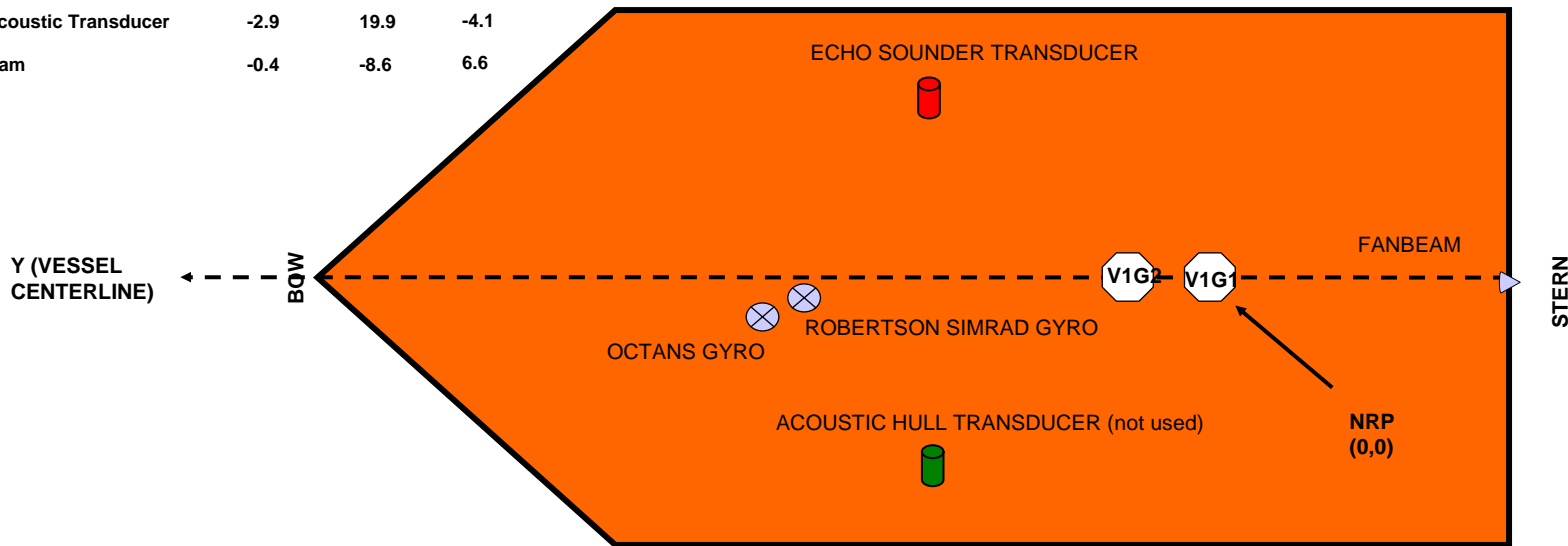 coustic Transducer -2.9 19.9 -4.1
am -0.4 -8.6 6.6
ECHO SOUNDER TRANSDUCER
FANBEAM
Y (VESSEL
CENTERLINE)
BOW
V1G2
V1G1
STERN
ROBERTSON SIMRAD GYRO
OCTANS GYRO
ACOUSTIC HULL TRANSDUCER (not used)
NRP
(0,0)